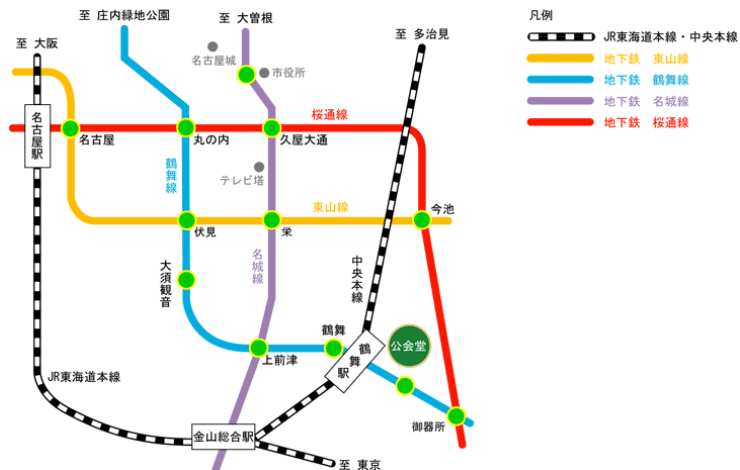 至 庄内緑地公園
至 大曽根
凡例
至 大阪
至 多治見
JR東海道本線・中央本線
名古屋城
市役所
地下鉄　東山線
地下鉄　鶴舞線
地下鉄　名城線
地下鉄　桜通線
名古屋駅
名古屋
丸の内
久屋大通
桜通線
鶴舞線
テレビ塔
東山線
今池
伏見
栄
大須観音
名城線
中央本線
鶴舞
公会堂
鶴舞駅
上前津
JR東海道本線
御器所
金山総合駅
至 東京